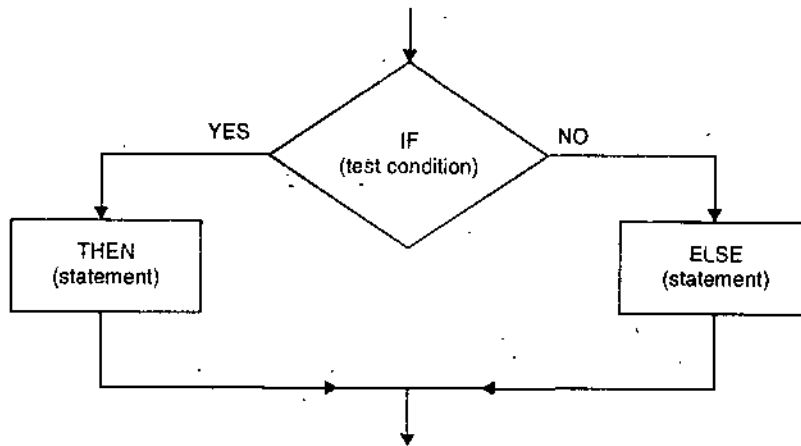 YES
IF
(test condition)
NO
THEN
(statement)
ELSE
(statement)